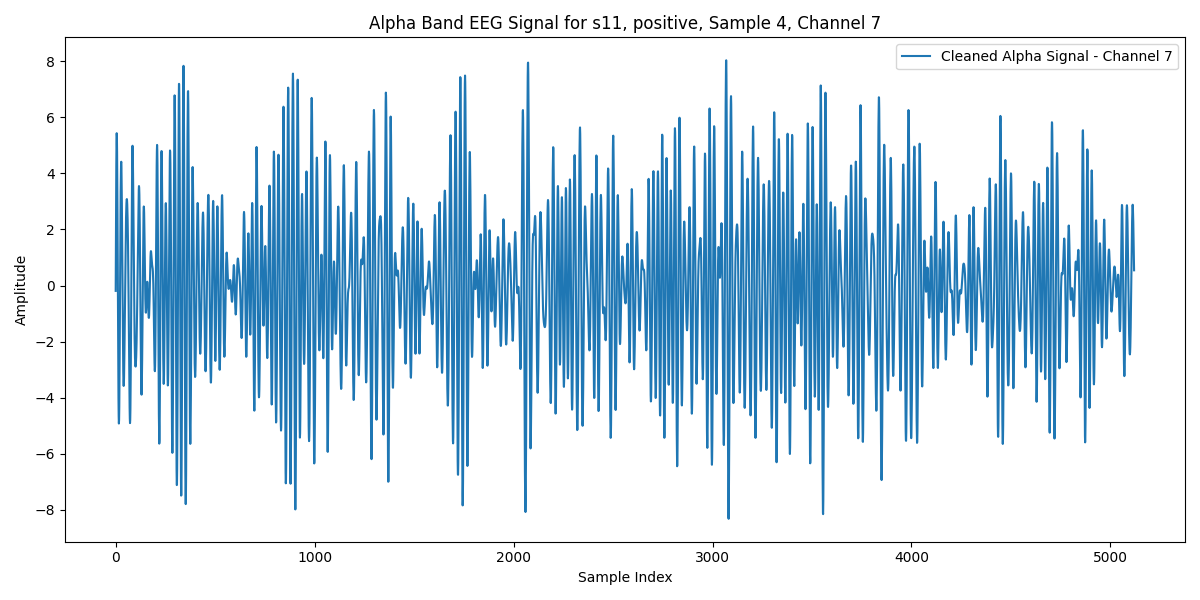 Alpha Band EEG Signal for s11, positive, Sample 4, Channel 7
Cleaned Alpha Signal - Channel 7
8
6
4
2
0
−2
−4
−6
−8
Amplitude
0 1000 2000 3000 4000 5000
Sample Index